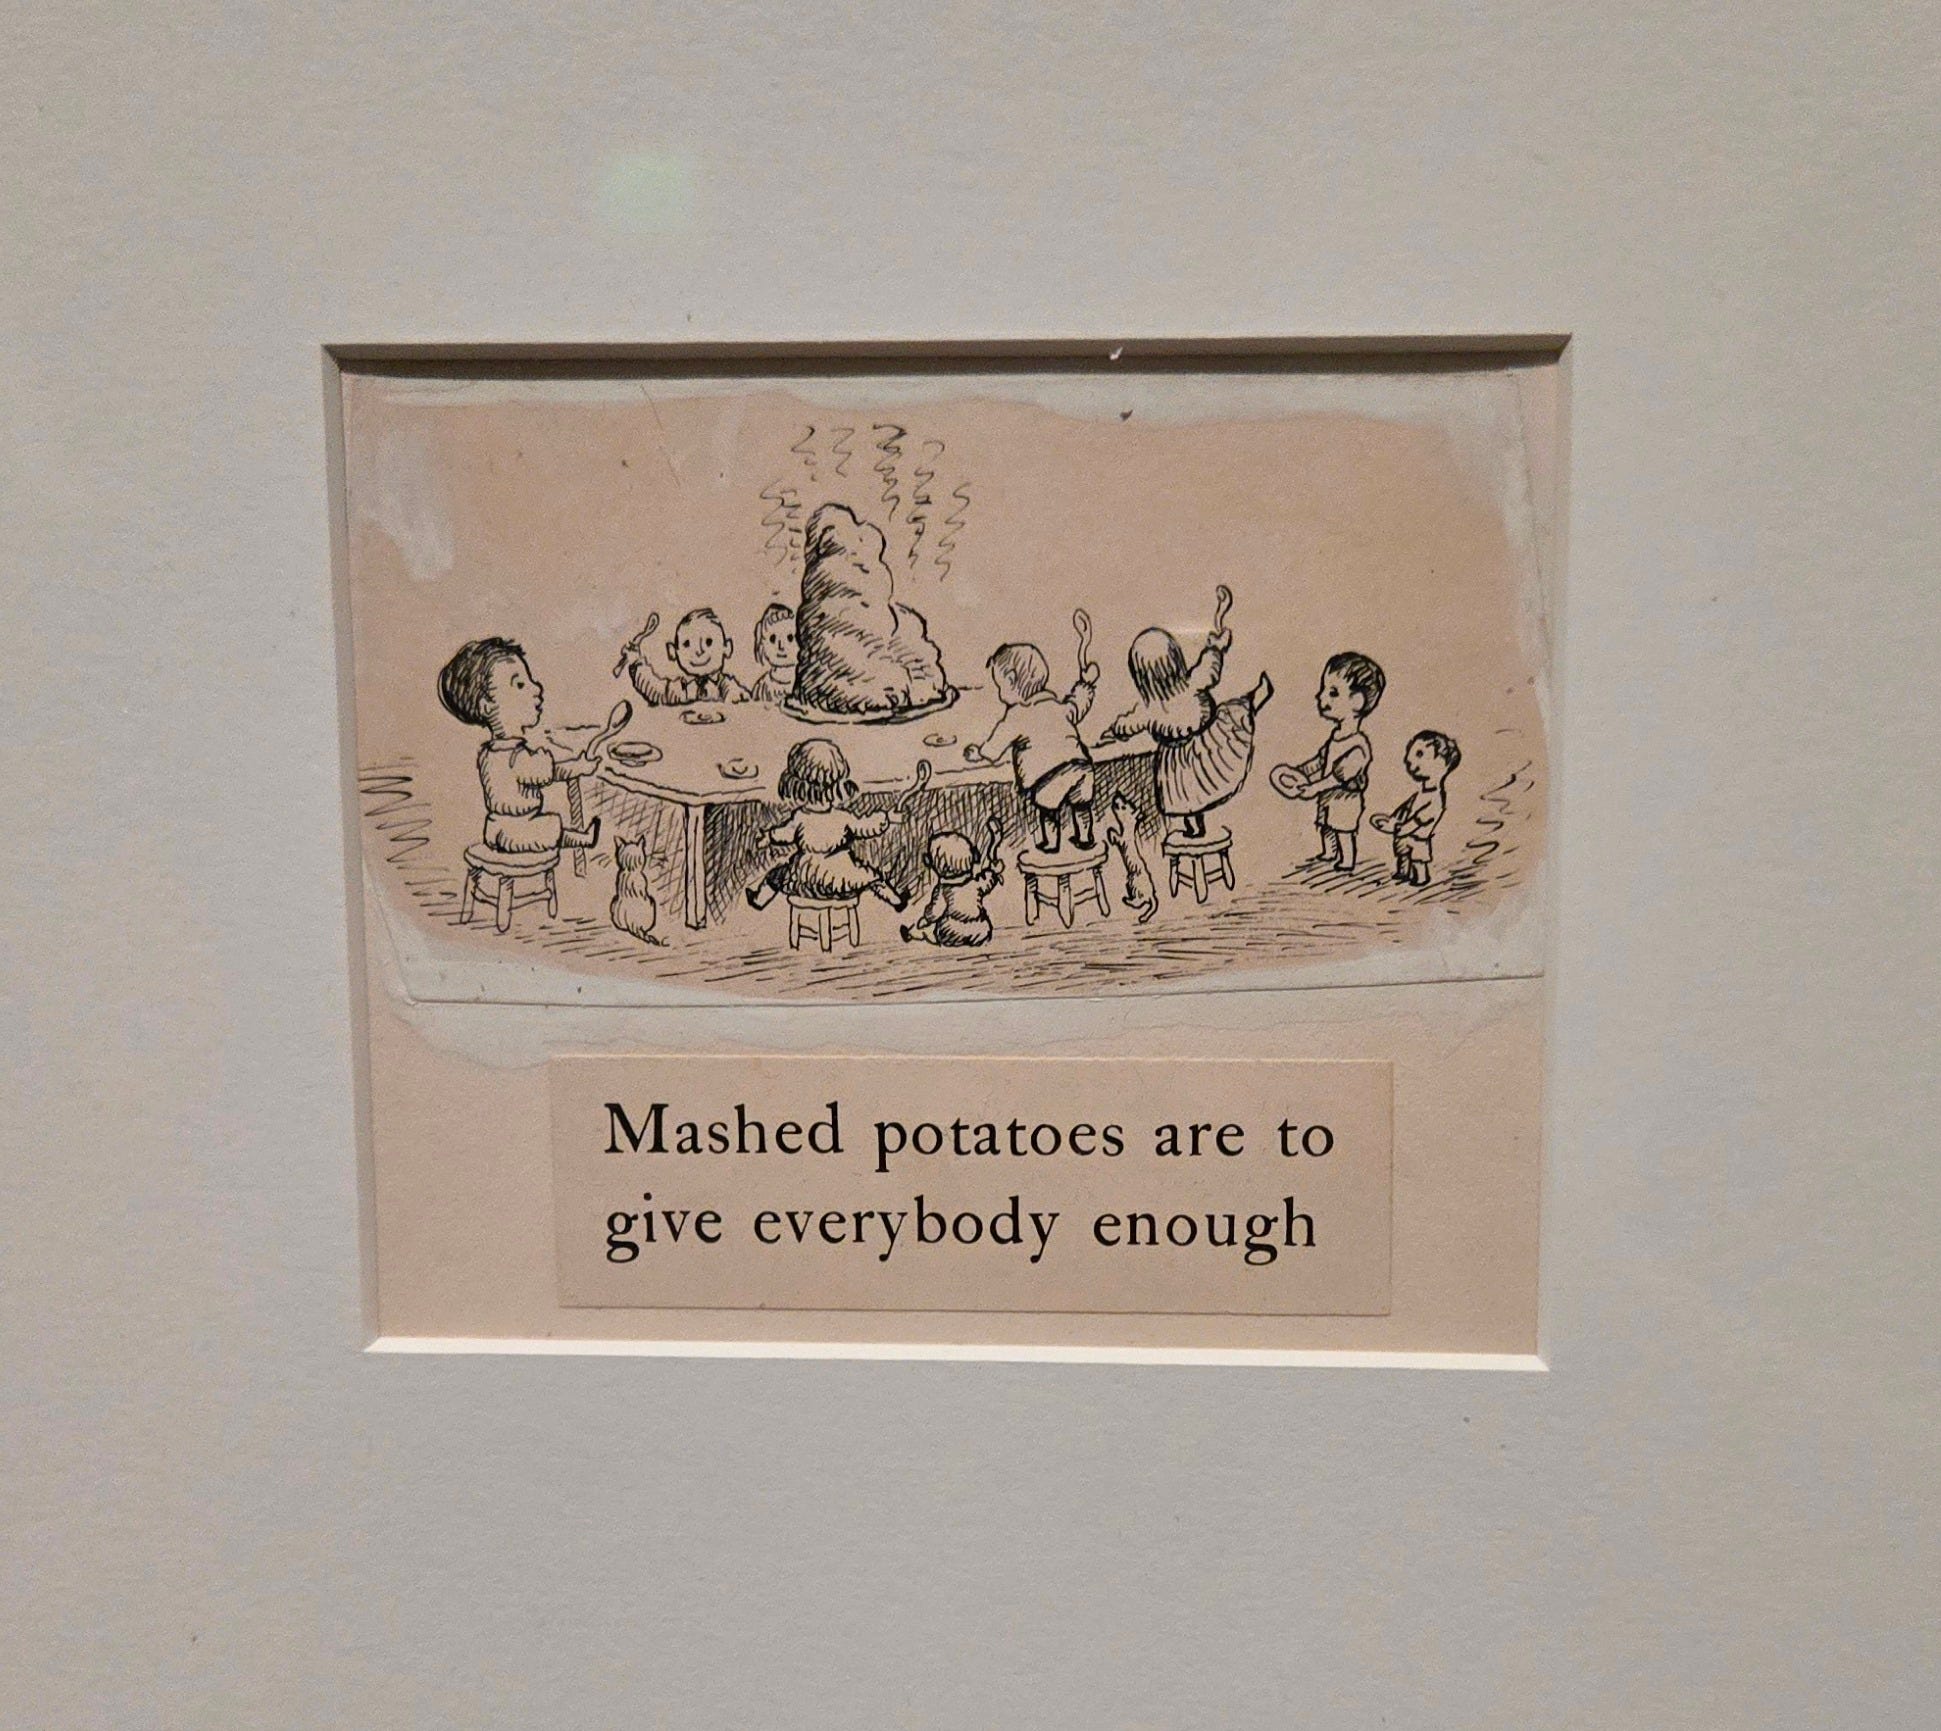 Mashed potatoes are to
give everybody enough